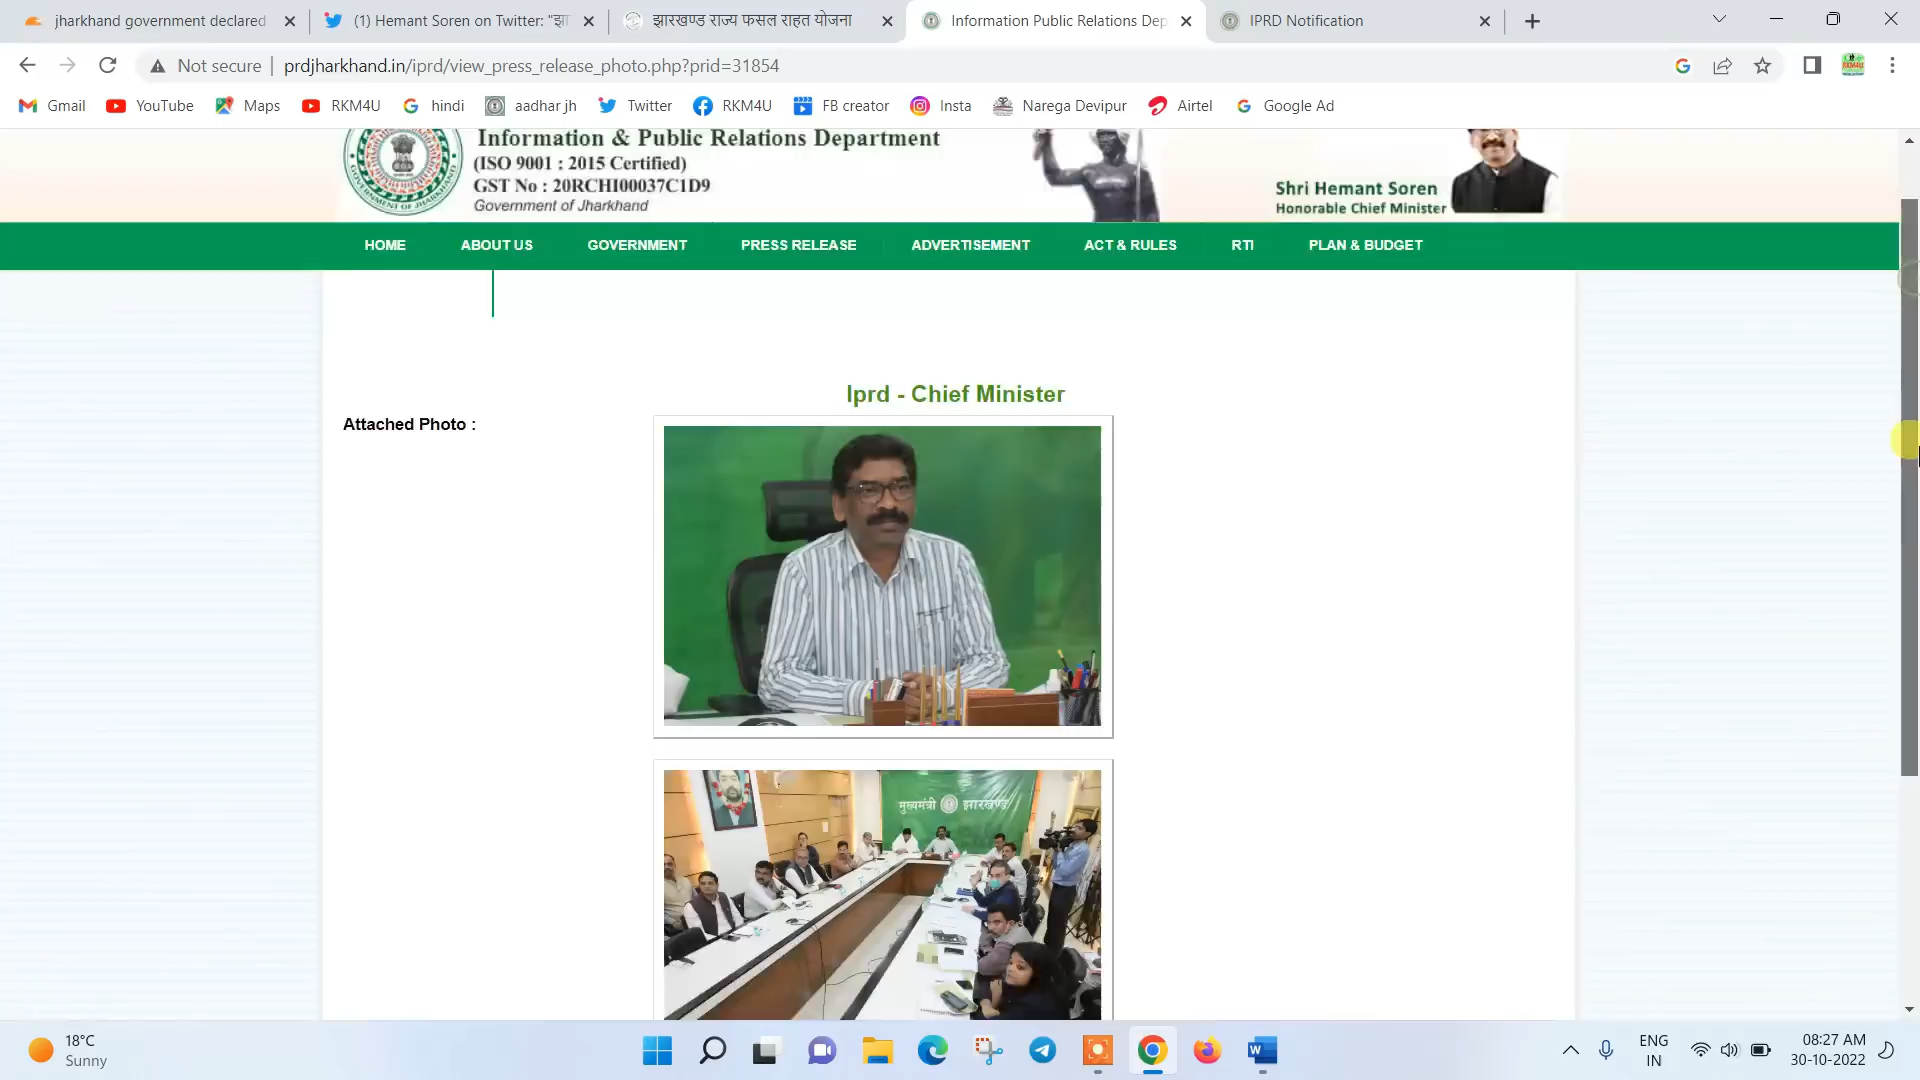 jharkhand government declared
(1) Hemant Soren on Twitter: "झा
झारखण्ड राज्य फसल राहत योजना
Information Public Relations Dep
IPRD Notification
Not secure
prdjharkhand.in/iprd/view_press_release_photo.php?prid=31854
Gmail
YouTube
Maps
RKM4U
hindi
aadhar jh
Twitter
RKM4U
FB creator
Insta
Narega Devipur
Airtel
Google Ad
Information & Public Relations Department
(ISO 9001 : 2015 Certified)
GST No : 20RCHI00037C1D9
Government of Jharkhand
Shri Hemant Soren
Honorable Chief Minister
HOME ABOUT US GOVERNMENT PRESS RELEASE ADVERTISEMENT ACT & RULES RTI PLAN & BUDGET
Iprd - Chief Minister
Attached Photo :
मुख्यमंत्री झारखण्ड
18°C
Sunny
ENG
IN
08:27 AM
30-10-2022